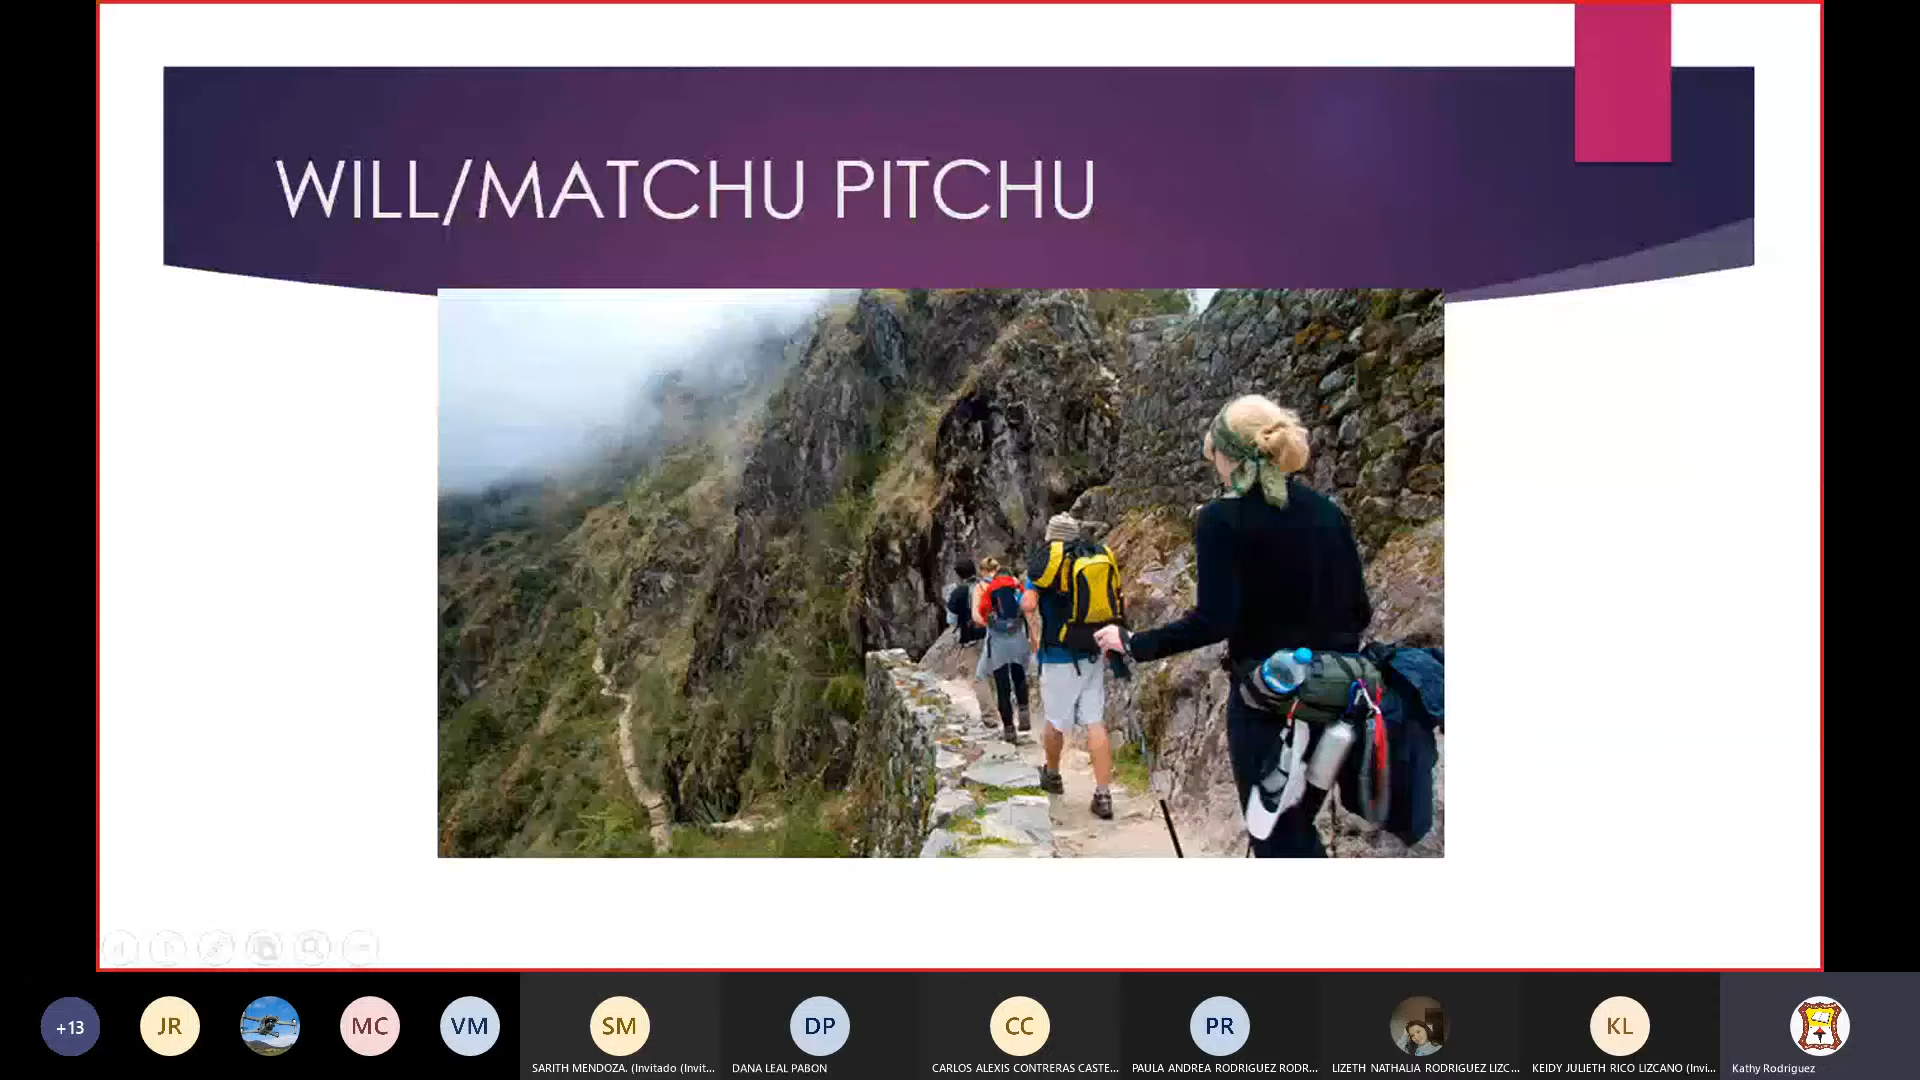 WILL/MATCHU PITCHU
+13
JR
MC
VM
SM
DP
CC
PR
KL
SARITH MENDOZA. (Invitado (Invit...
DANA LEAL PABON
CARLOS ALEXIS CONTRERAS CASTE...
PAULA ANDREA RODRIGUEZ RODR...
LIZETH NATHALIA RODRIGUEZ LIZC...
KEIDY JULIETH RICO LIZCANO (Invi...
Kathy Rodriguez